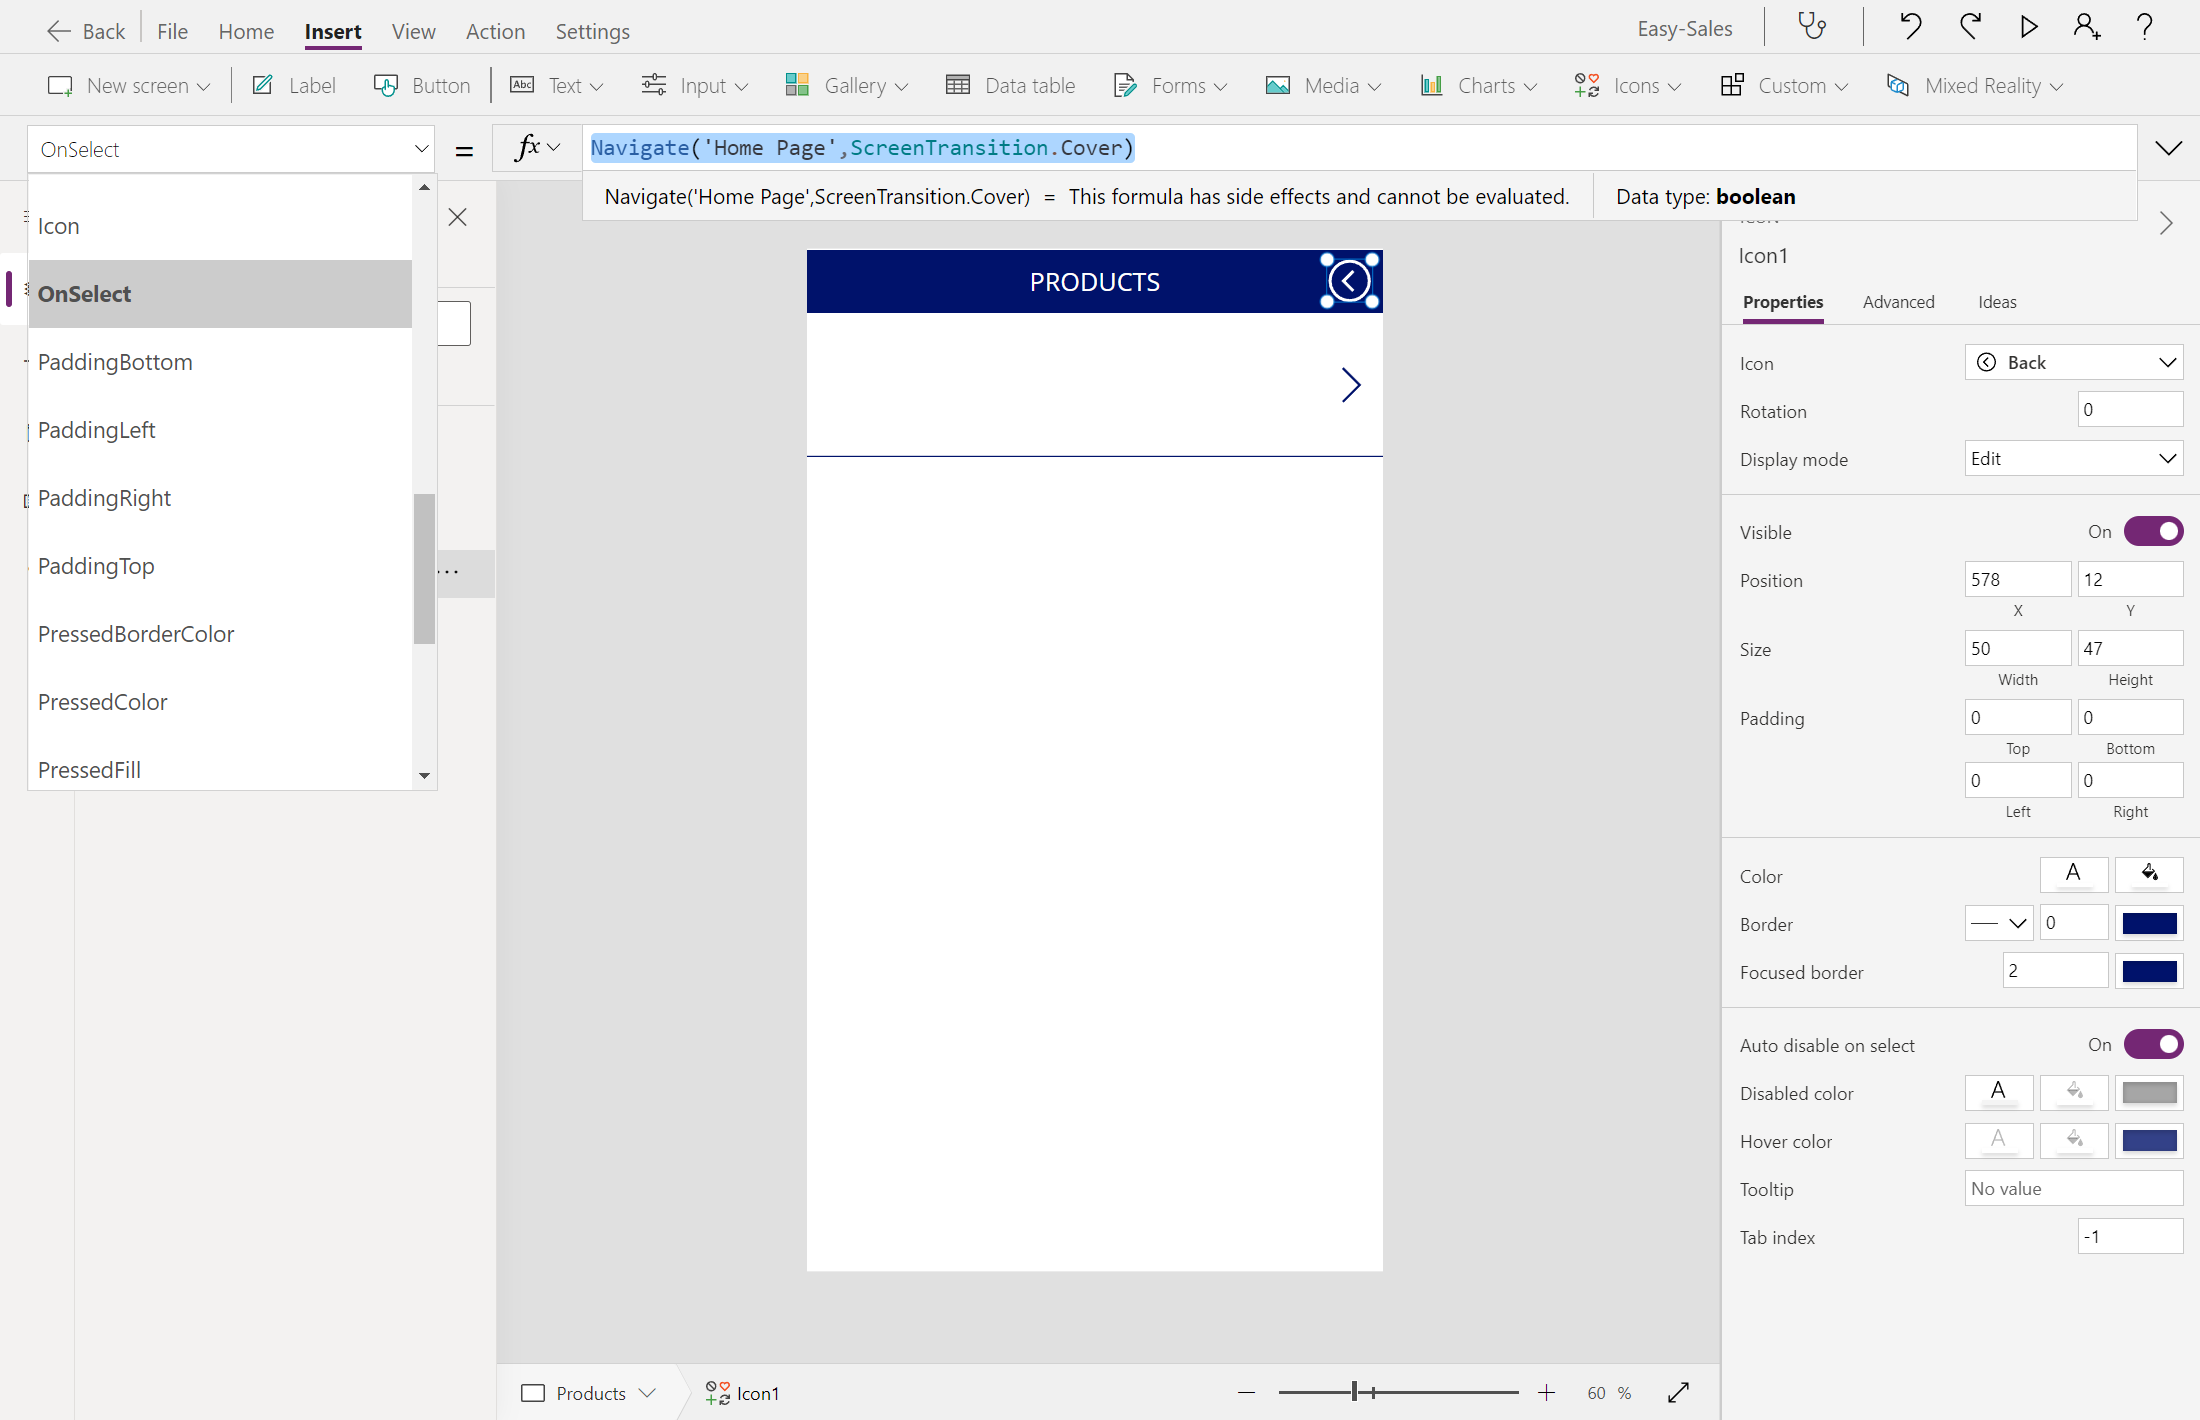 Back File Home Insert View Action Settings Easy-Sales
New screen Label Button Abc Text Input Gallery Data table Forms Media Charts Icons Custom Mixed Reality
OnSelect = fx Navigate('Home Page',ScreenTransition.Cover)
Navigate('Home Page',ScreenTransition.Cover) = This formula has side effects and cannot be evaluated. Data type: boolean
Icon
OnSelect
PaddingBottom
PaddingLeft
PaddingRight
PaddingTop
PressedBorderColor
PressedColor
PressedFill
...
PRODUCTS
Icon1
Properties Advanced Ideas
Icon Back
Rotation 0
Display mode Edit
Visible On
Position 578 12
X Y
Size 50 47
Width Height
Padding 0 0
Top Bottom
0 0
Left Right
Color A
Border 0
Focused border 2
Auto disable on select On
Disabled color A
Hover color A
Tooltip No value
Tab index -1
Products Icon1 60 %